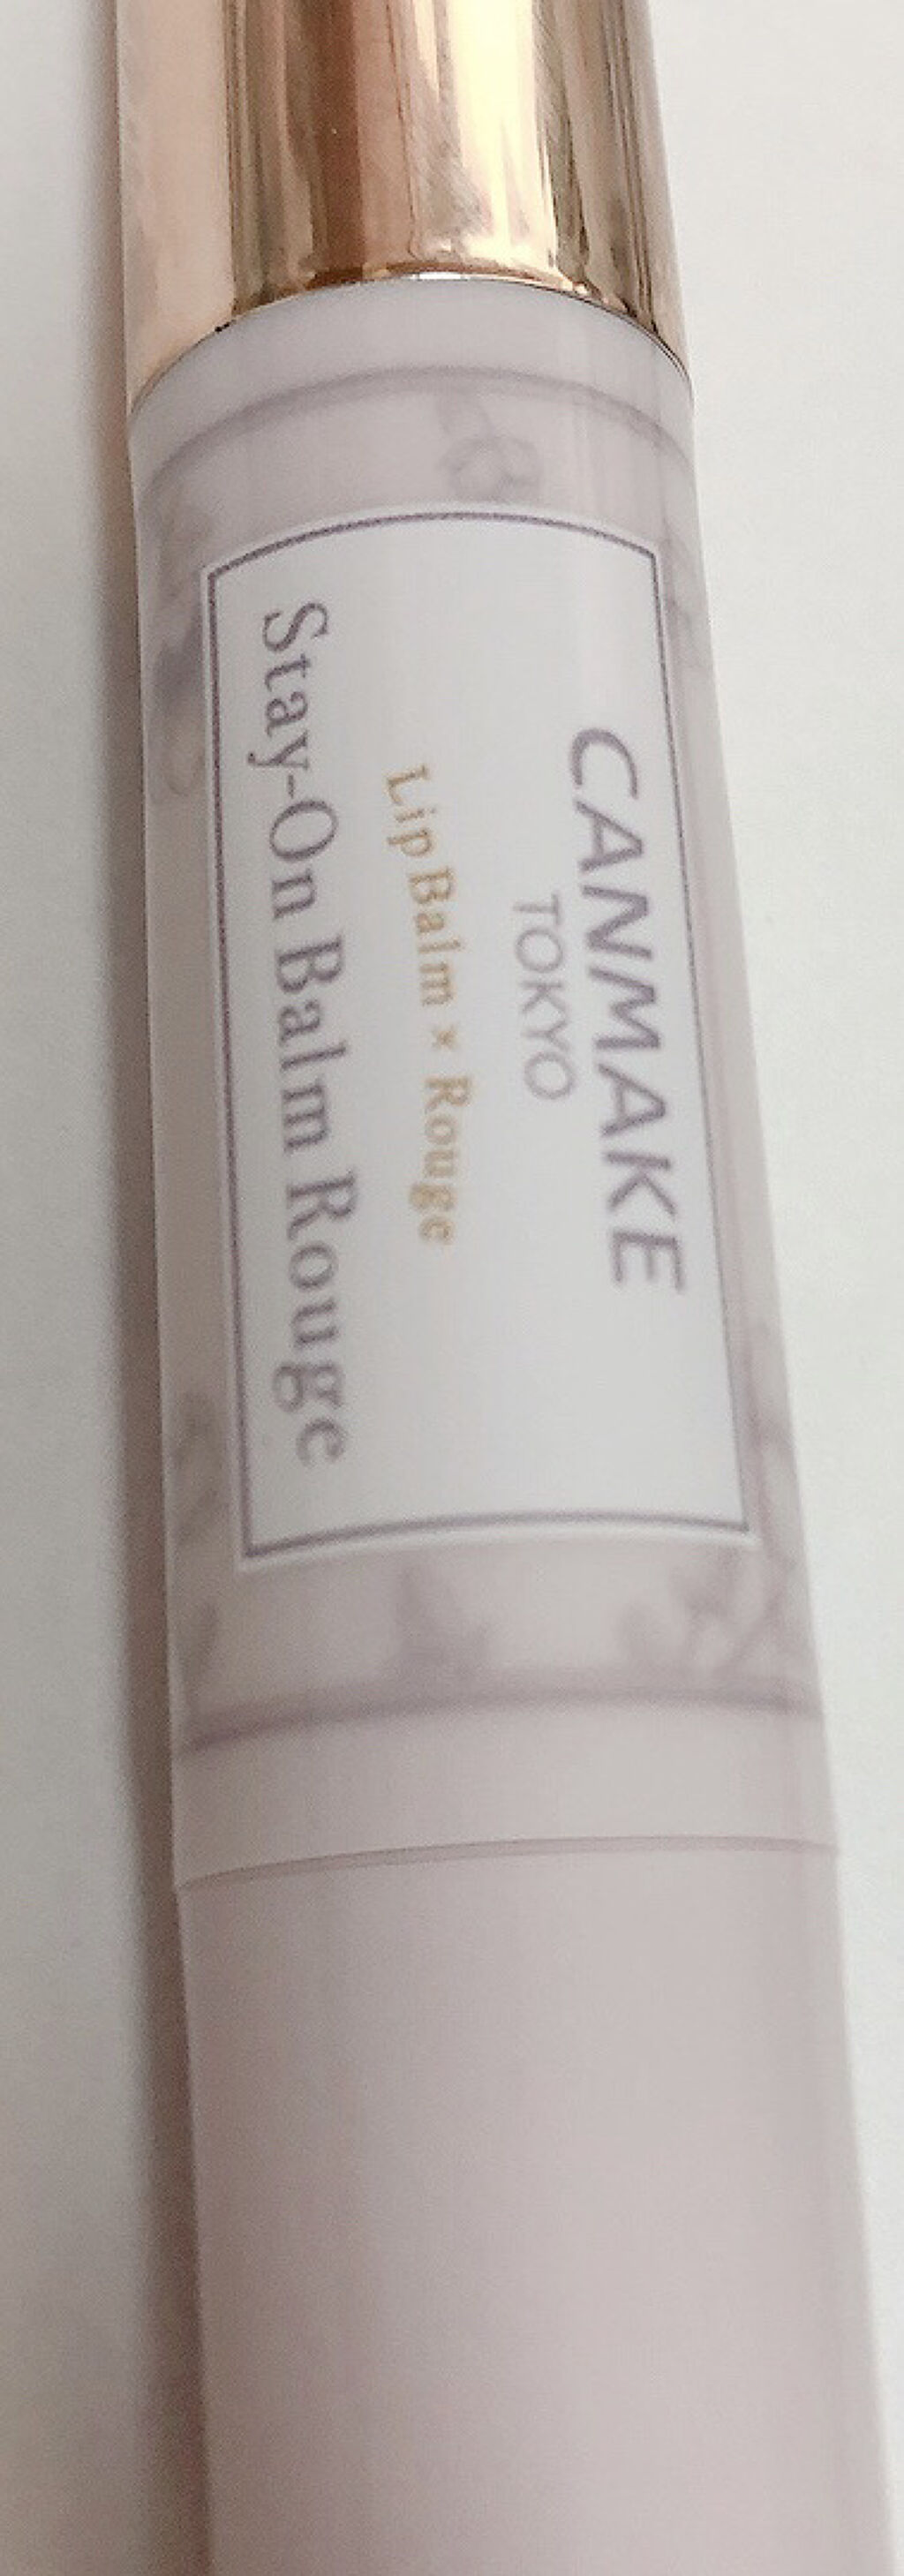 CANMAKE
TOKYO
Lip Balm × Rouge
Stay-On Balm Rouge